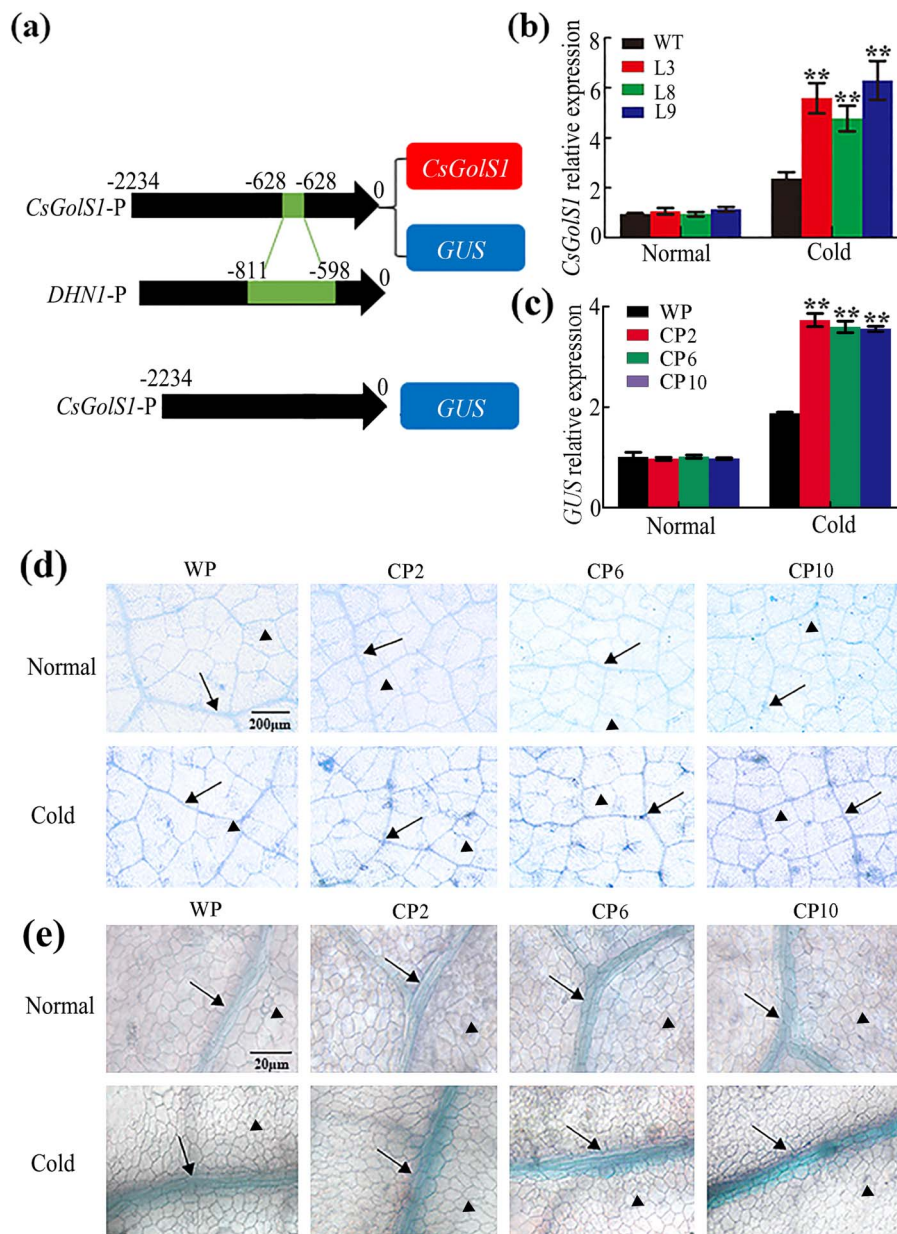 (a)
-2234
-628
-628
0
CsGolS1-P
CsGolS1
GUS
-811
-598
0
DHN1-P
-2234
0
CsGolS1-P
GUS
(b)
CsGolS1 relative expression
8
6
4
2
0
WT
L3
L8
L9
**
**
**
Normal
Cold
(c)
GUS relative expression
4
2
0
WP
CP2
CP6
CP10
**
**
**
Normal
Cold
(d)
WP
CP2
CP6
CP10
Normal
200μm
Cold
(e)
WP
CP2
CP6
CP10
Normal
20μm
Cold